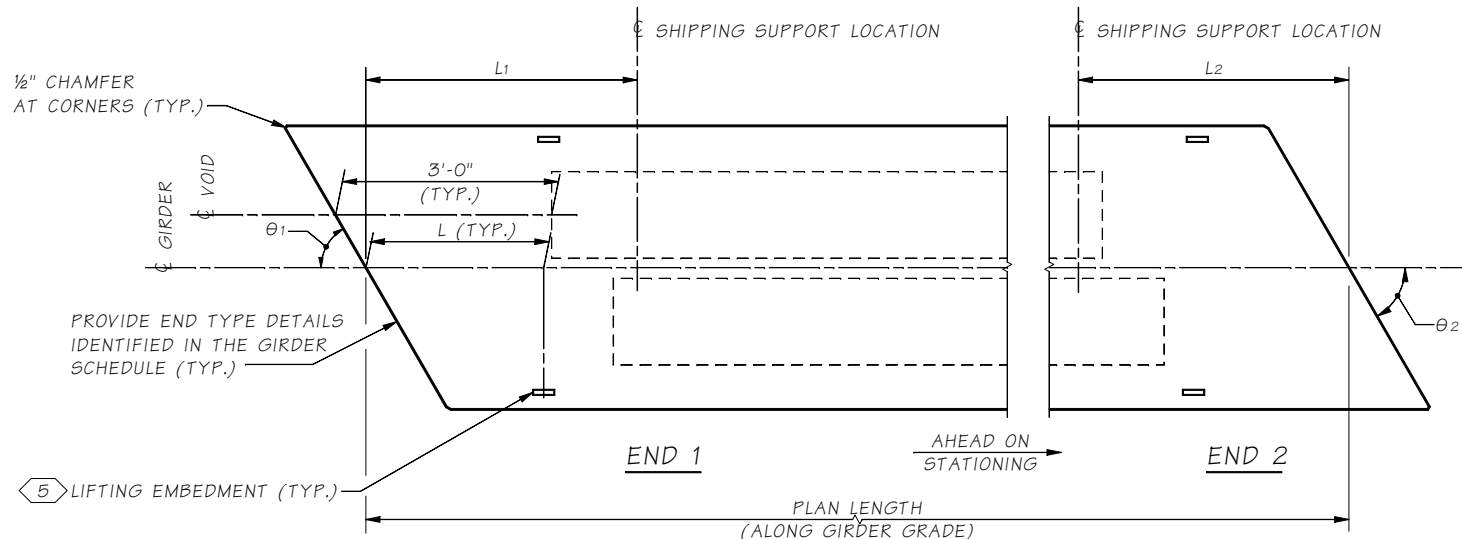 ℄ SHIPPING SUPPORT LOCATION
℄ SHIPPING SUPPORT LOCATION
L1
L2
½" CHAMFER
AT CORNERS (TYP.)
3'-0"
(TYP.)
℄ VOID
℄ GIRDER
θ1
L (TYP.)
PROVIDE END TYPE DETAILS
IDENTIFIED IN THE GIRDER
SCHEDULE (TYP.)
θ2
END 1
AHEAD ON
STATIONING
END 2
5 LIFTING EMBEDMENT (TYP.)
PLAN LENGTH
(ALONG GIRDER GRADE)